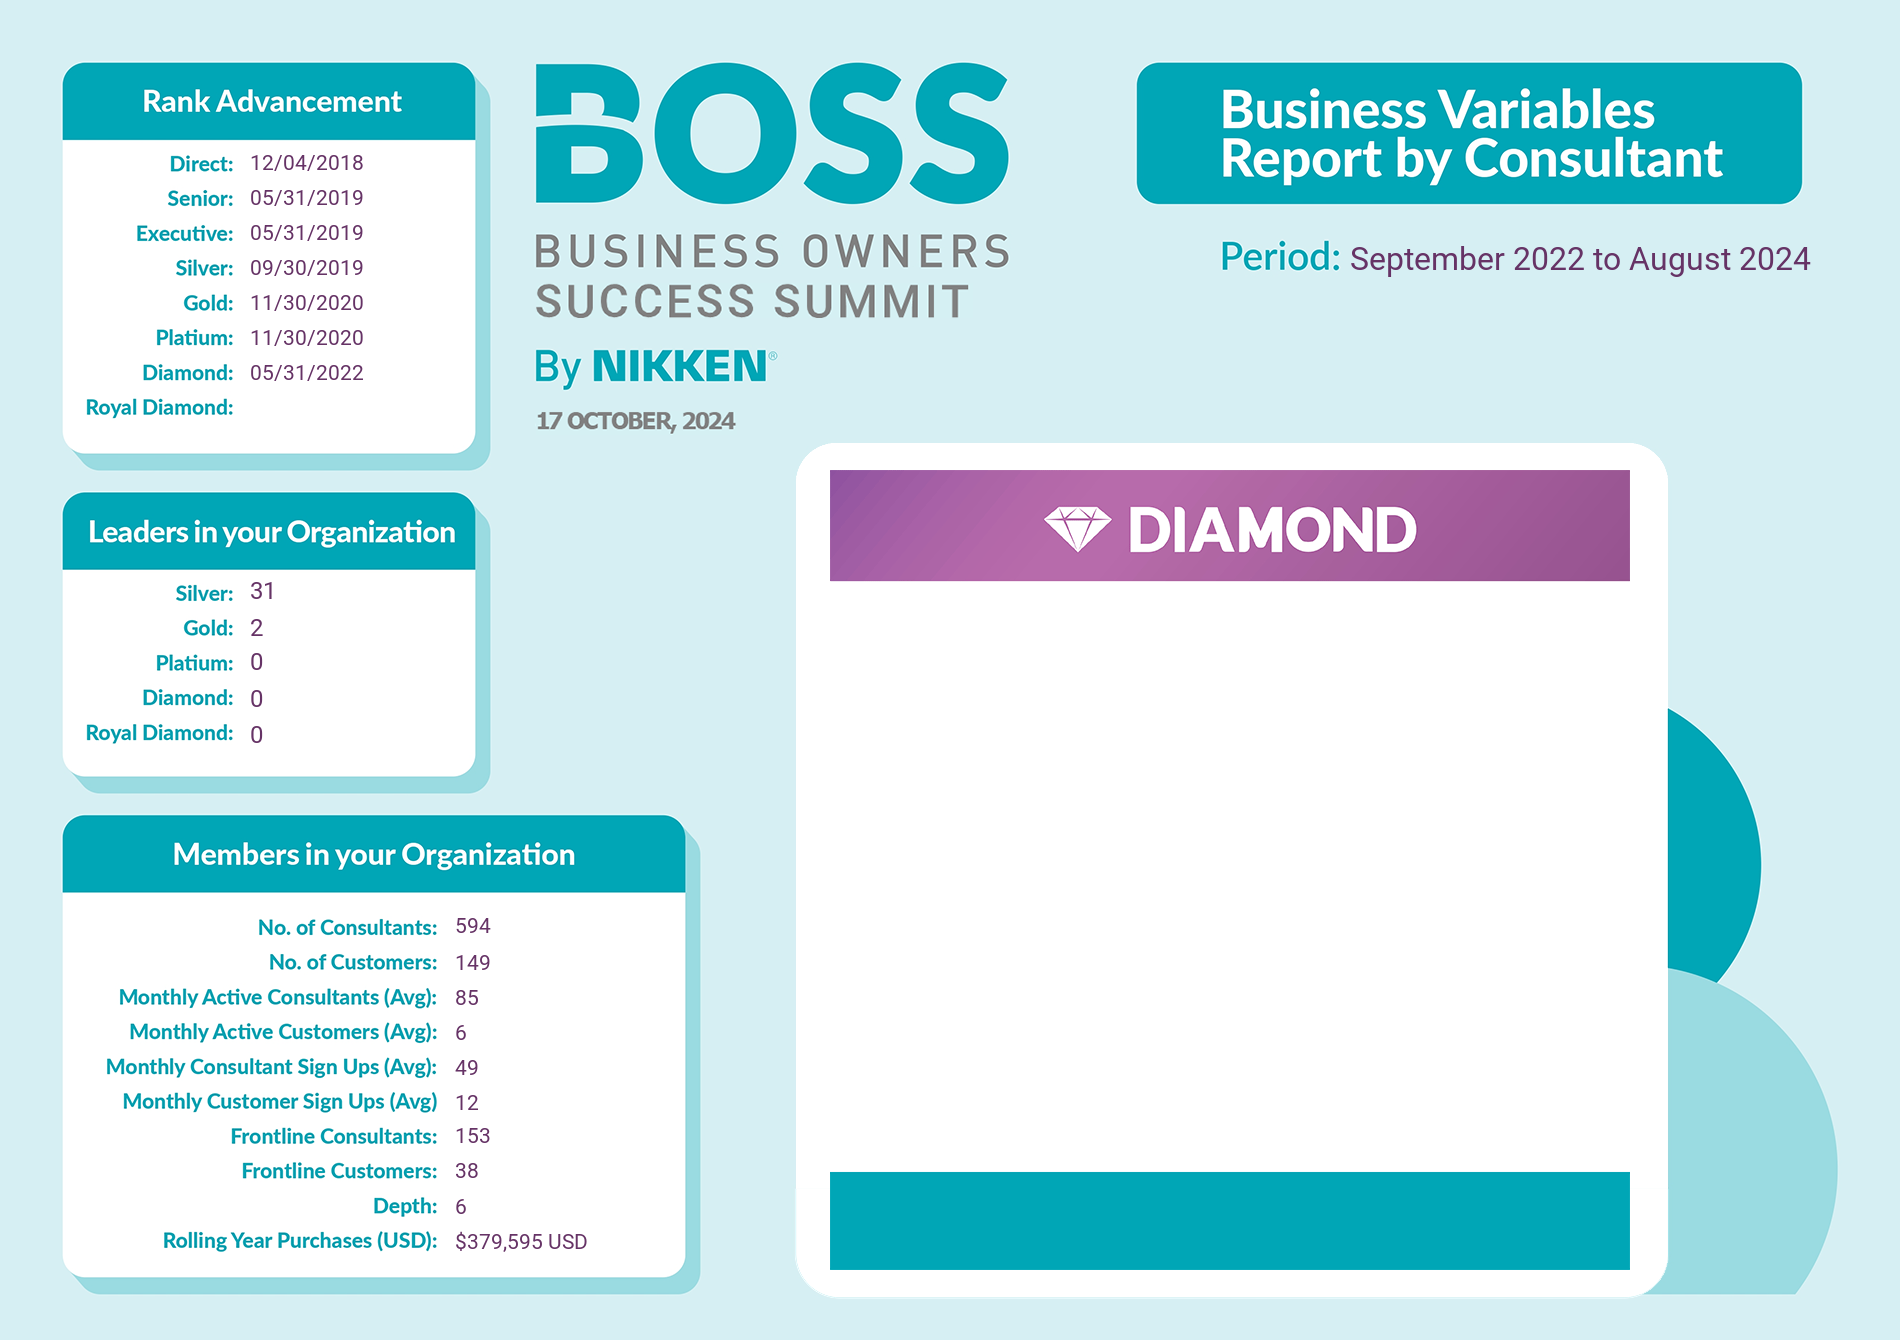 Rank Advancement
Direct: 12/04/2018
Senior: 05/31/2019
Executive: 05/31/2019
Silver: 09/30/2019
Gold: 11/30/2020
Platium: 11/30/2020
Diamond: 05/31/2022
Royal Diamond:
Leaders in your Organization
Silver: 31
Gold: 2
Platium: 0
Diamond: 0
Royal Diamond: 0
Members in your Organization
No. of Consultants: 594
No. of Customers: 149
Monthly Active Consultants (Avg): 85
Monthly Active Customers (Avg): 6
Monthly Consultant Sign Ups (Avg): 49
Monthly Customer Sign Ups (Avg) 12
Frontline Consultants: 153
Frontline Customers: 38
Depth: 6
Rolling Year Purchases (USD): $379,595 USD
BOSS
BUSINESS OWNERS
SUCCESS SUMMIT
By NIKKEN®
17 OCTOBER, 2024
Business Variables
Report by Consultant
Period: September 2022 to August 2024
DIAMOND